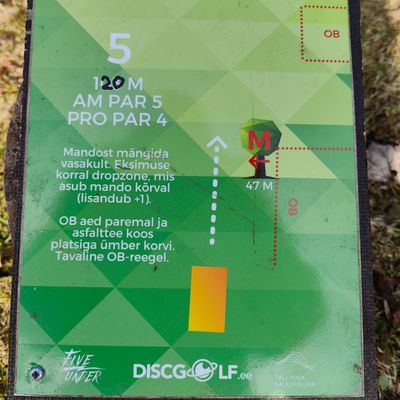 5
120 M
AM PAR 5
PRO PAR 4
Mandost mängida
vasakult. Eksimuse
korral dropzone, mis
asub mando kõrval
(lisandub +1).
OB aed paremal ja
asfalttee koos
platsiga ümber korvi.
Tavaline OB-reegel.
OB
M
47 M
OB
FIVE
UNDER
DISCGOLF.ee
TALLINNA
LAULUVÄLJAK